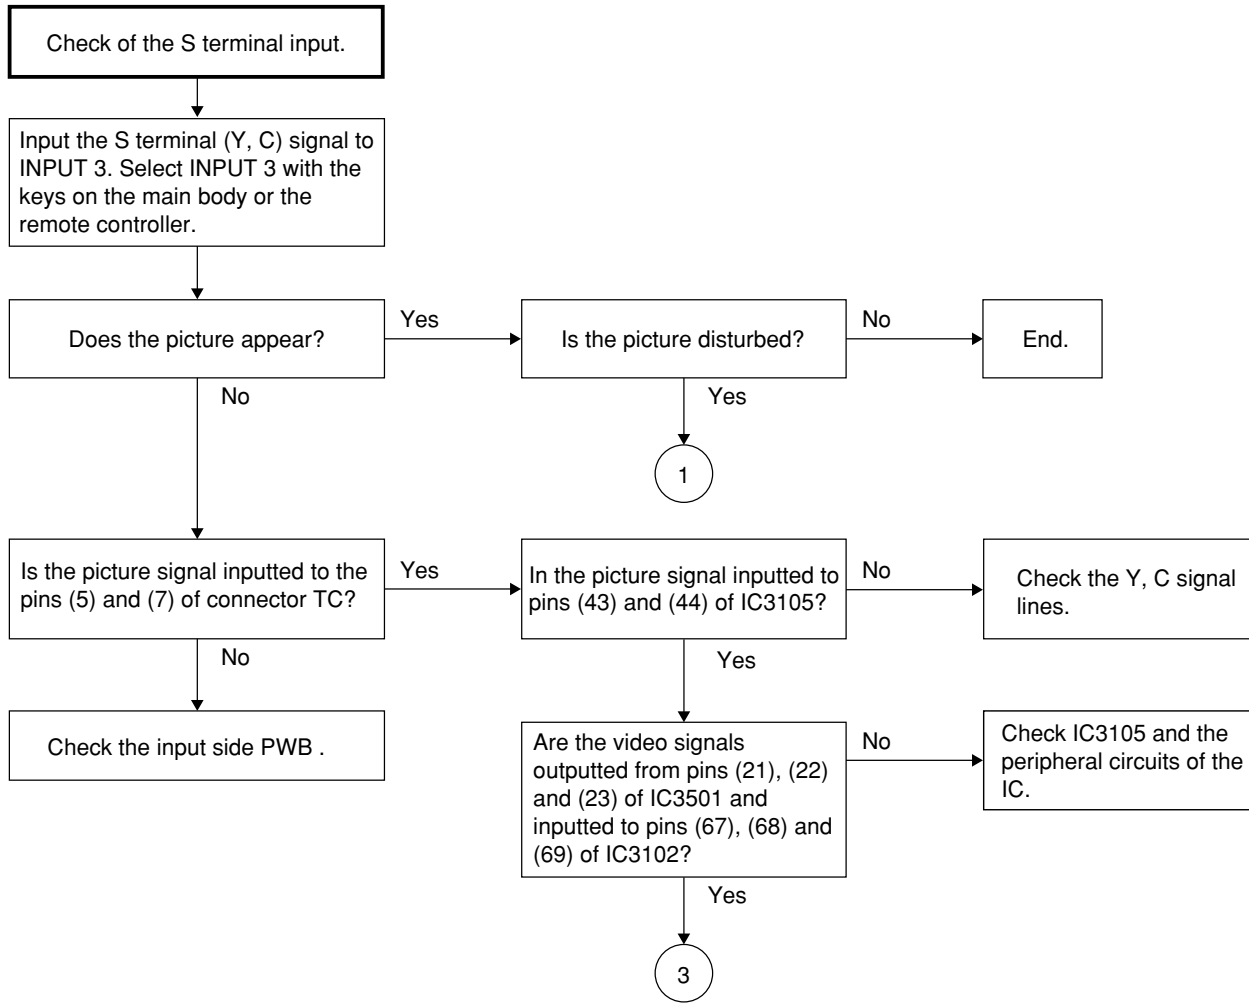 Check of the S terminal input.
Input the S terminal (Y, C) signal to
INPUT 3. Select INPUT 3 with the
keys on the main body or the
remote controller.
Does the picture appear?
Yes
Is the picture disturbed?
No
End.
No
Yes
1
Is the picture signal inputted to the
pins (5) and (7) of connector TC?
Yes
In the picture signal inputted to
pins (43) and (44) of IC3105?
No
Check the Y, C signal
lines.
No
Yes
Check the input side PWB .
Are the video signals
outputted from pins (21), (22)
and (23) of IC3501 and
inputted to pins (67), (68) and
(69) of IC3102?
No
Check IC3105 and the
peripheral circuits of the
IC.
Yes
3